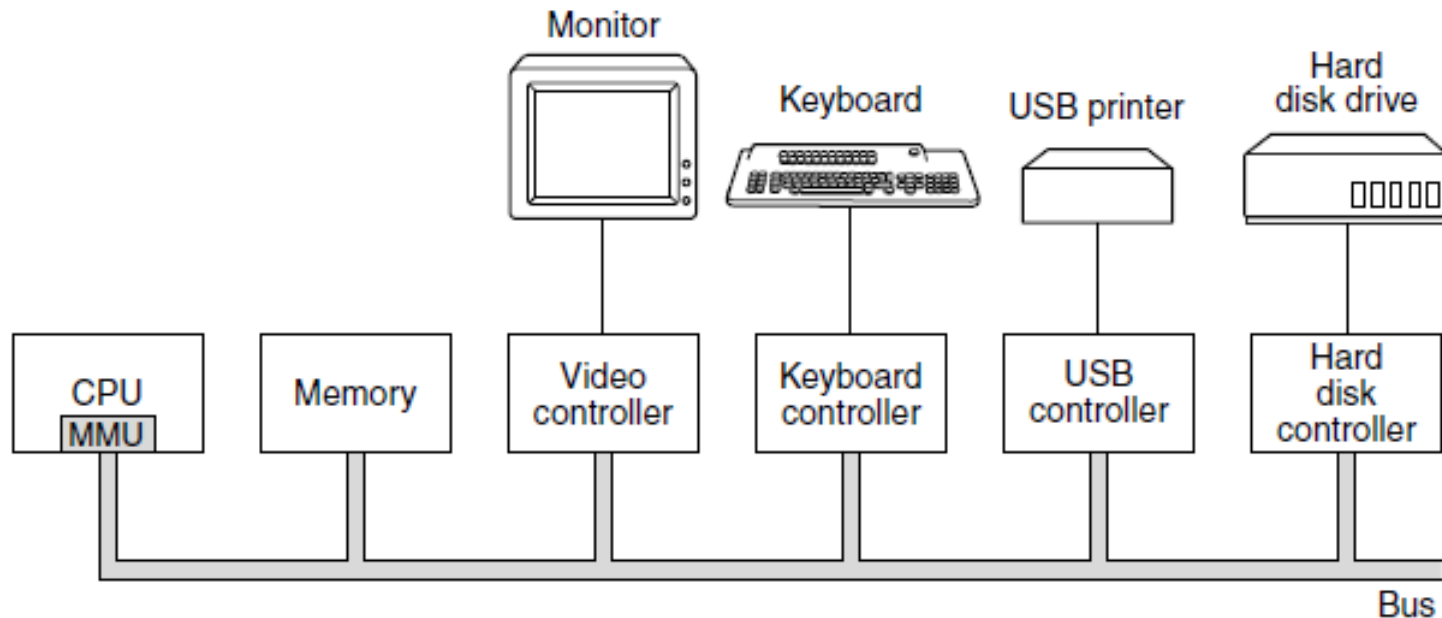 Monitor
Keyboard
USB printer
Hard
disk drive
CPU
MMU
Memory
Video
controller
Keyboard
controller
USB
controller
Hard
disk
controller
Bus